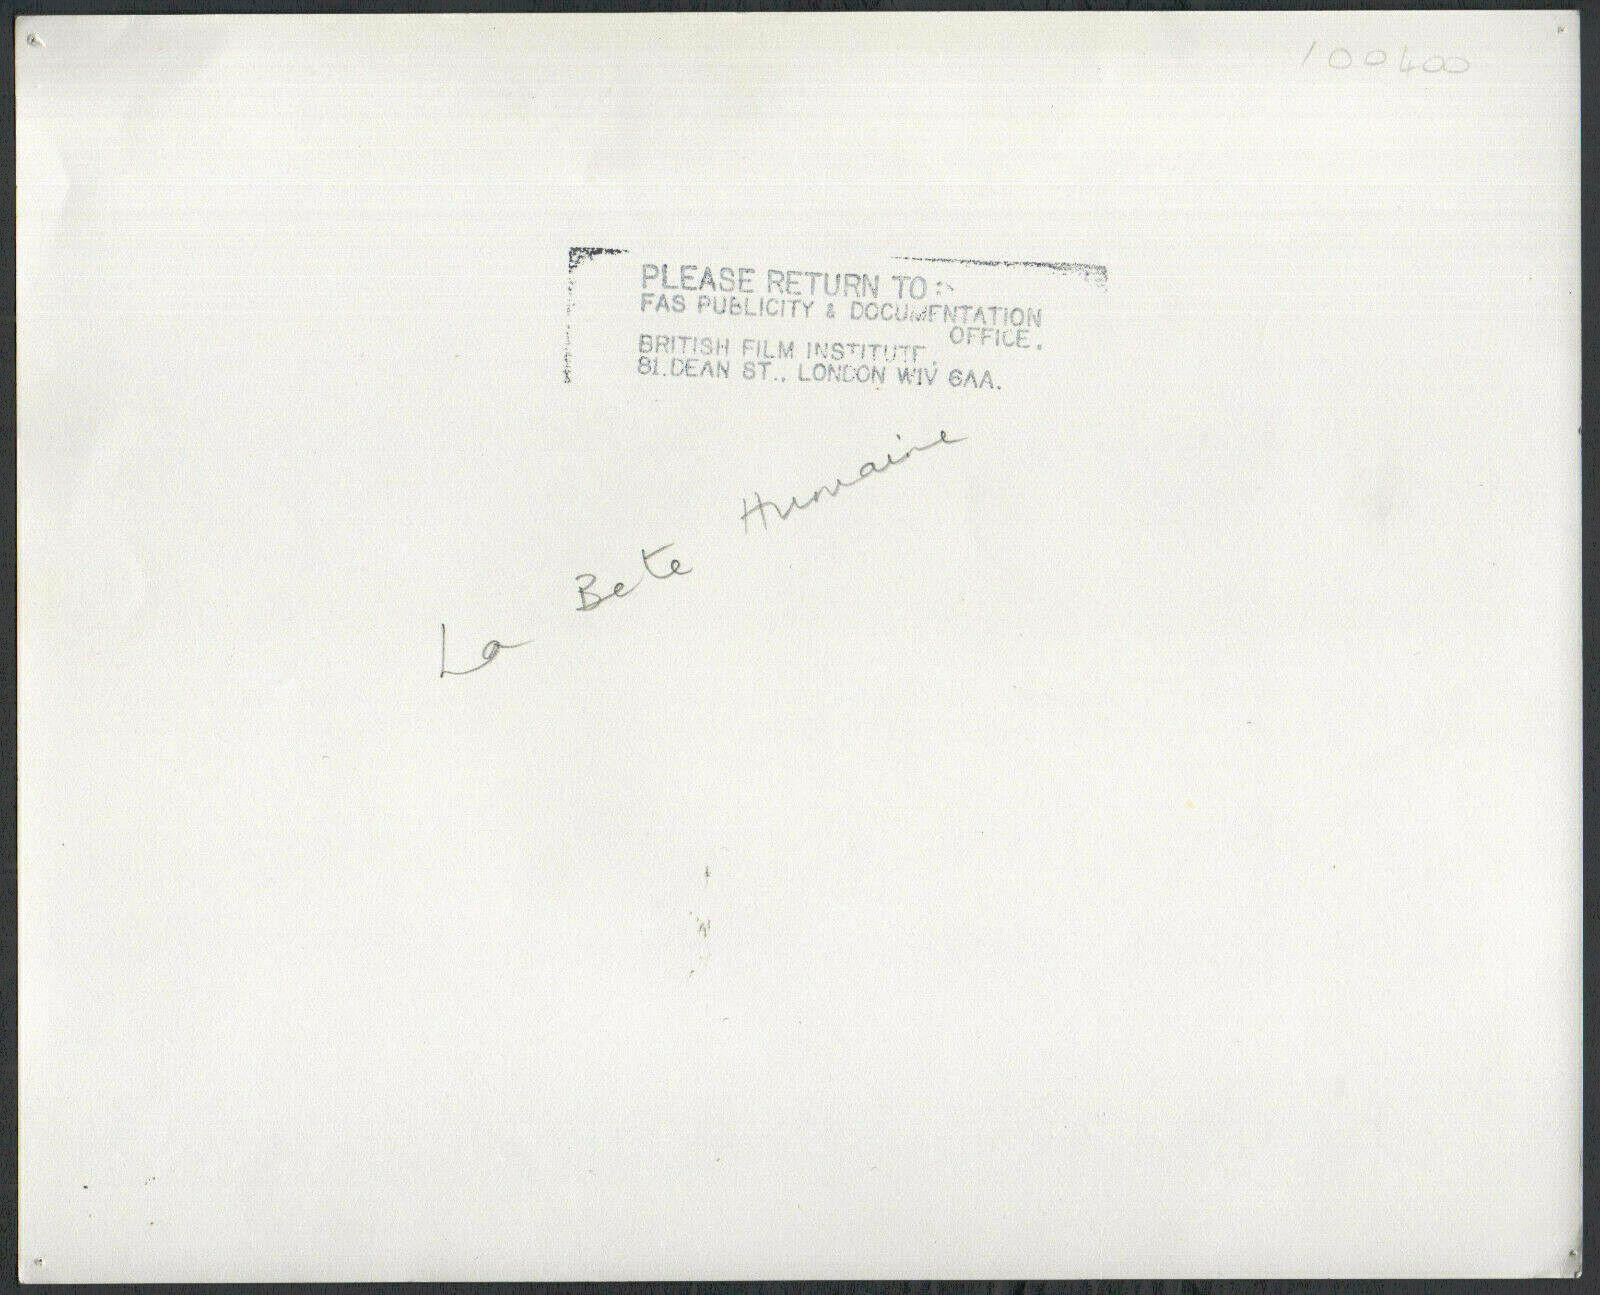 100400
PLEASE RETURN TO:-
FAS PUBLICITY & DOCUMENTATION
OFFICE.
BRITISH FILM INSTITUTE,
81.DEAN ST., LONDON W1V 6AA.
La Bete Humaine